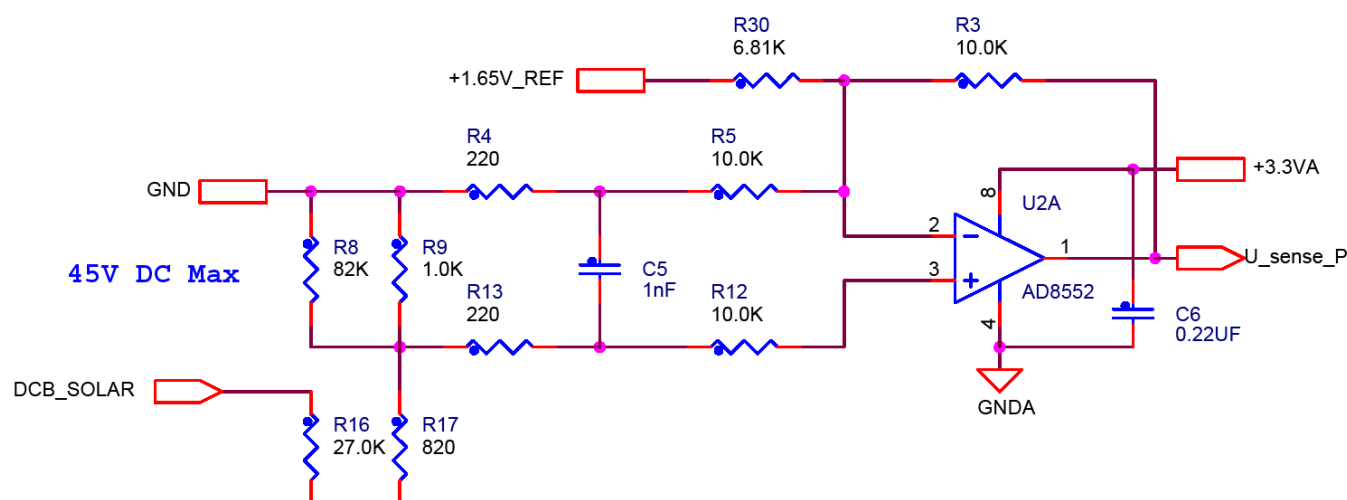 R30
6.81K
R3
10.0K
+1.65V_REF
R4
220
R5
10.0K
+3.3VA
GND
8
U2A
R8
82K
R9
1.0K
2
1
U_sense_P
45V DC Max
C5
1nF
3
AD8552
R13
220
R12
10.0K
4
C6
0.22UF
DCB_SOLAR
GNDA
R16
27.0K
R17
820